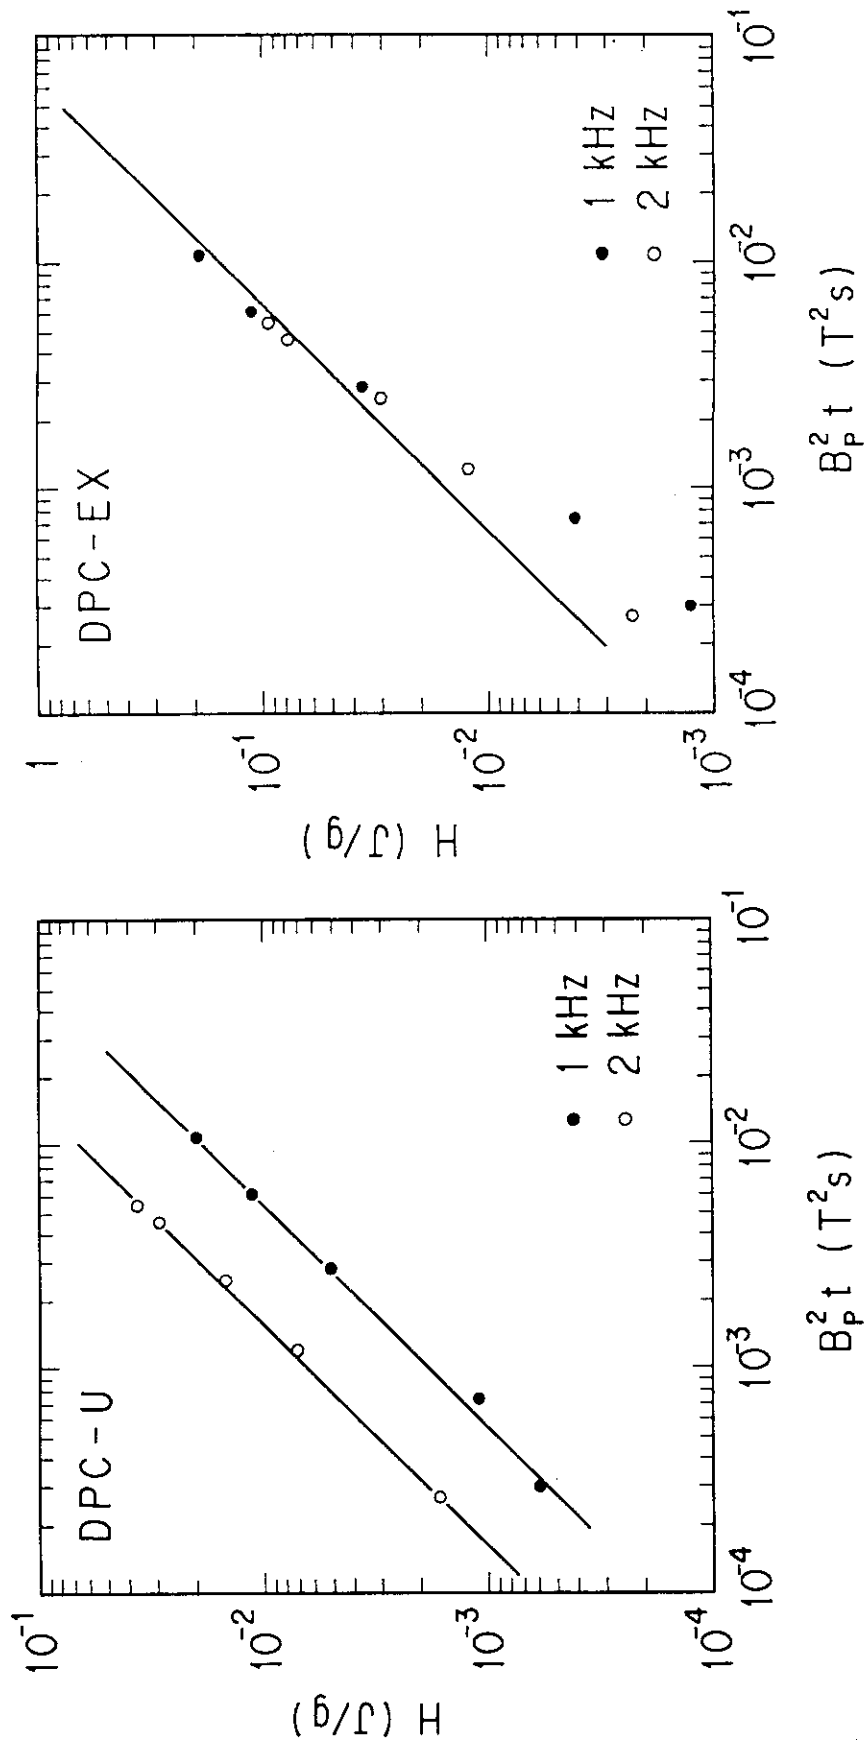 DPC-U
H (J/g)
10^-1
10^-2
10^-3
10^-4
● 1 kHz
○ 2 kHz
10^-4
10^-3
10^-2
10^-1
B_P^2 t (T^2 s)
DPC-EX
H (J/g)
1
10^-1
10^-2
10^-3
● 1 kHz
○ 2 kHz
10^-4
10^-3
10^-2
10^-1
B_P^2 t (T^2 s)